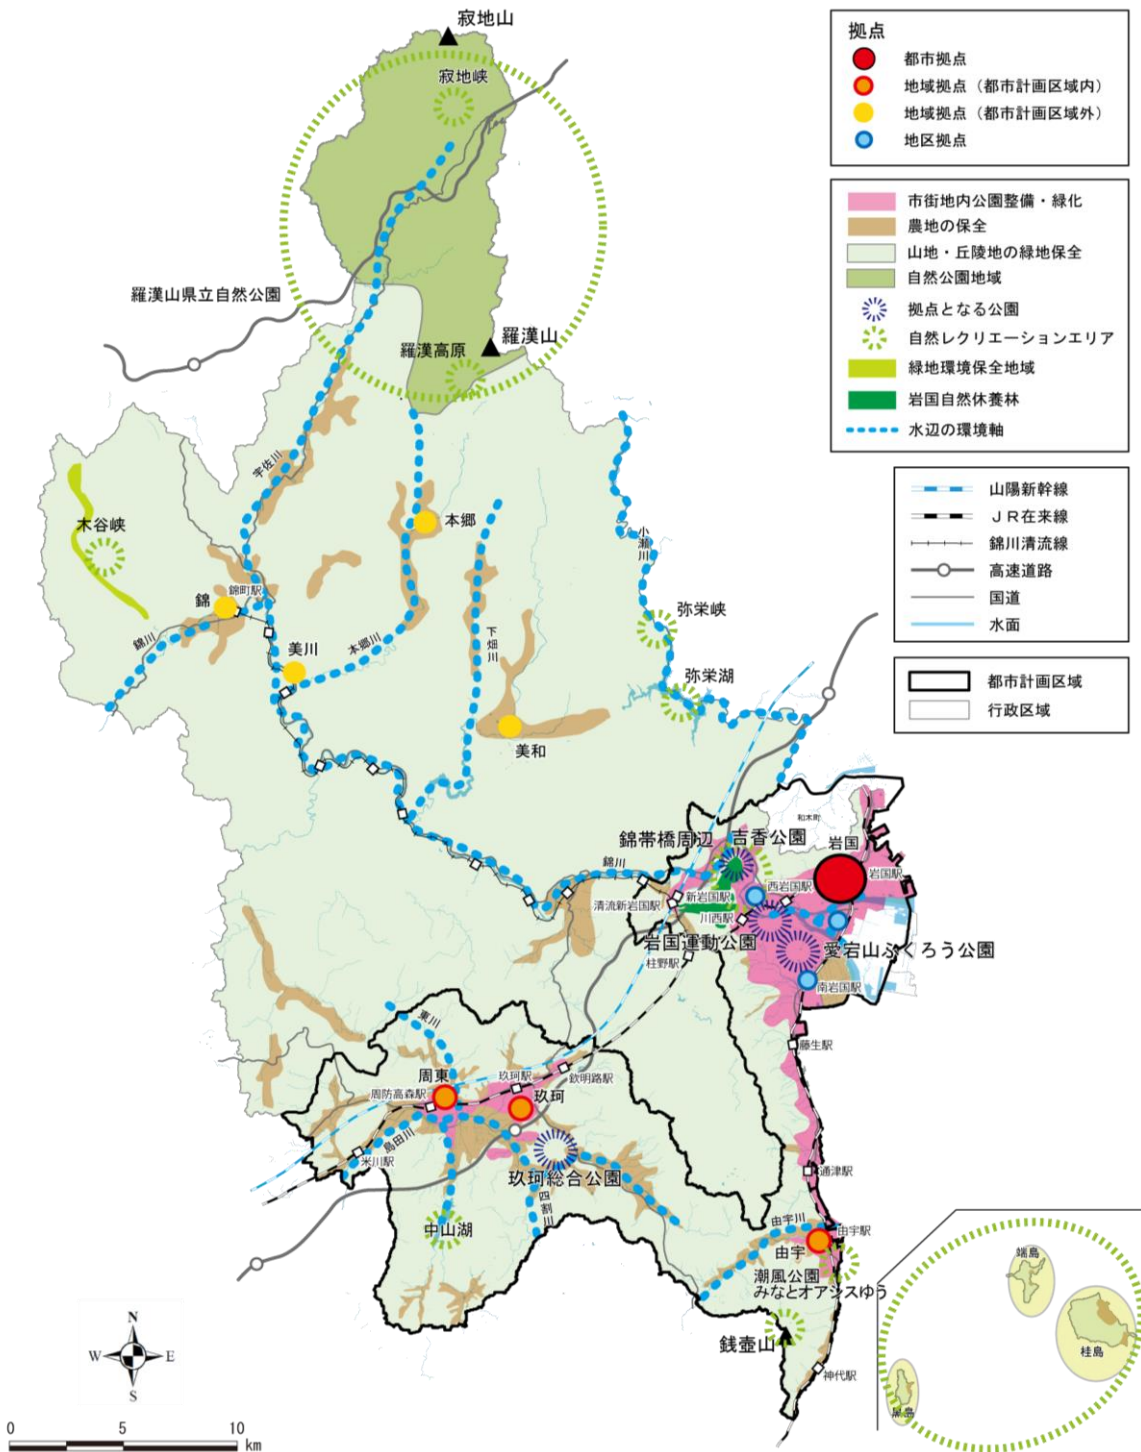 寂地山
寂地峡
羅漢山県立自然公園
羅漢山
羅漢高原
宇佐川
木谷峡
本郷
小瀬川
錦町駅
錦
錦川
美川
本郷川
下畑川
弥栄峡
弥栄湖
美和
和木町
錦帯橋周辺
吉香公園
岩国
岩国駅
錦川
西岩国駅
新岩国駅
清流新岩国駅
川西駅
岩国運動公園
愛宕山ふくろう公園
柱野駅
南岩国駅
藤生駅
東川
周東
玖珂駅
欽明路駅
周防高森駅
玖珂
島田川
米川駅
玖珂総合公園
通津駅
四割川
中山湖
由宇川
由宇駅
由宇
潮風公園
みなとオアシスゆう
銭壺山
神代駅
端島
桂島
黒島
拠点
都市拠点
地域拠点（都市計画区域内）
地域拠点（都市計画区域外）
地区拠点
市街地内公園整備・緑化
農地の保全
山地・丘陵地の緑地保全
自然公園地域
拠点となる公園
自然レクリエーションエリア
緑地環境保全地域
岩国自然休養林
水辺の環境軸
山陽新幹線
ＪＲ在来線
錦川清流線
高速道路
国道
水面
都市計画区域
行政区域
N
W E
S
0 5 10
km